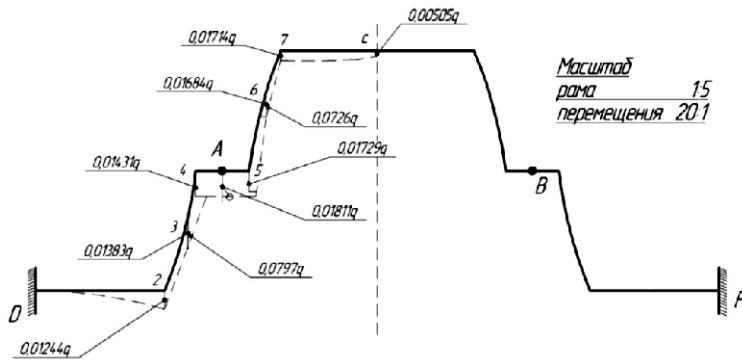 0,00505q
0,01714q
7
c
Масштаб
рама 1:5
перемещения 20:1
0,01684q
6
0,0726q
A
0,01729q
0,01431q
4
5
B
0,01811q
3
0,01383q
0,0797q
2
D
F
0,01244q